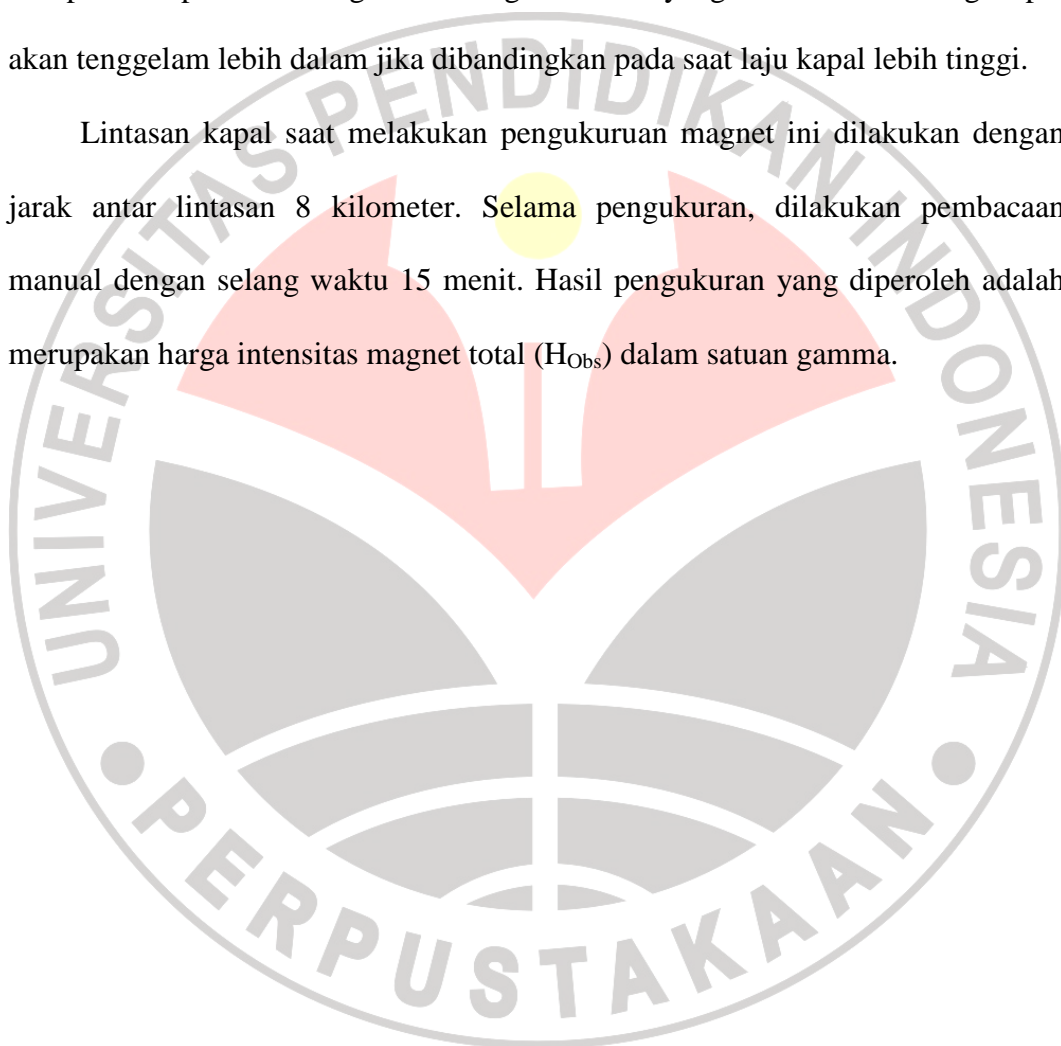 akan tenggelam lebih dalam jika dibandingkan pada saat laju kapal lebih tinggi.
Lintasan kapal saat melakukan pengukuruan magnet ini dilakukan dengan
jarak antar lintasan 8 kilometer. Selama pengukuran, dilakukan pembacaan
manual dengan selang waktu 15 menit. Hasil pengukuran yang diperoleh adalah
merupakan harga intensitas magnet total (H_Obs) dalam satuan gamma.
UNIVERSITAS PENDIDIKAN INDONESIA
PERPUSTAKAAN